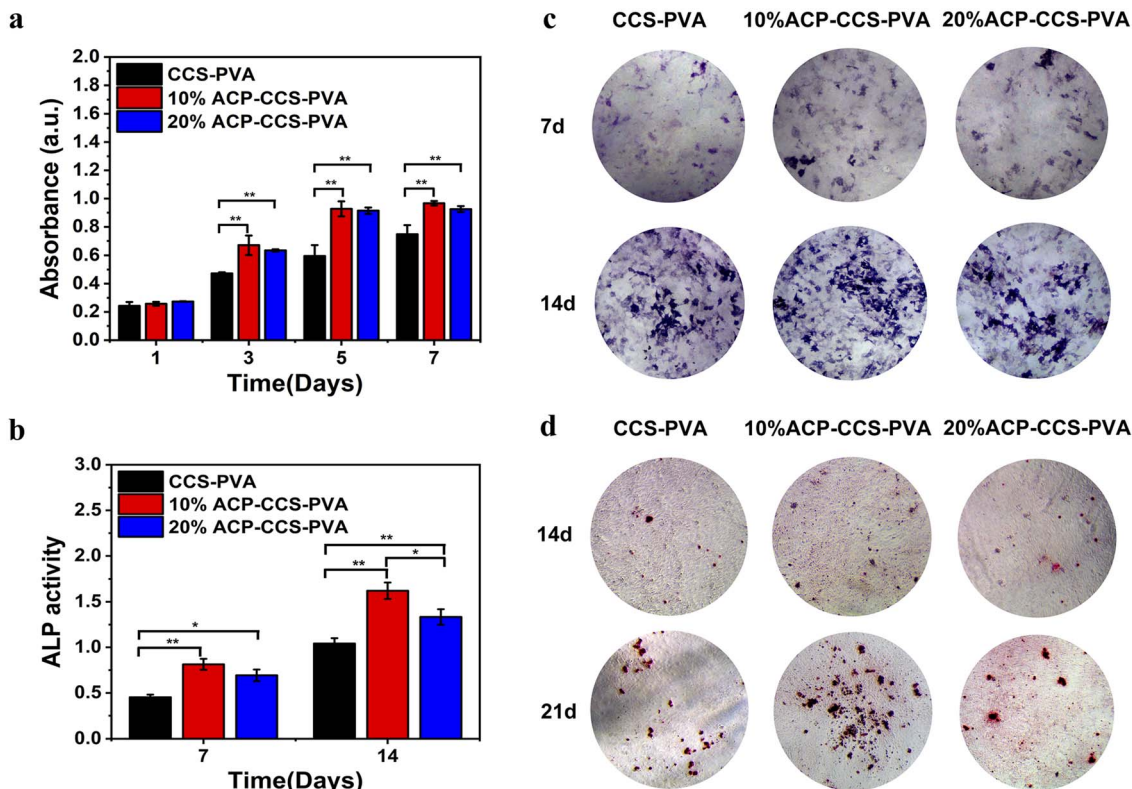 a
2.0
1.8
1.6
1.4
1.2
1.0
0.8
0.6
0.4
0.2
0.0
Absorbance (a.u.)
CCS-PVA
10% ACP-CCS-PVA
20% ACP-CCS-PVA
**
**
**
**
**
**
1 3 5 7
Time(Days)
b
3.0
2.5
2.0
1.5
1.0
0.5
0.0
ALP activity
CCS-PVA
10% ACP-CCS-PVA
20% ACP-CCS-PVA
*
**
**
**
*
7 14
Time(Days)
c
CCS-PVA 10%ACP-CCS-PVA 20%ACP-CCS-PVA
7d
14d
d
CCS-PVA 10%ACP-CCS-PVA 20%ACP-CCS-PVA
14d
21d